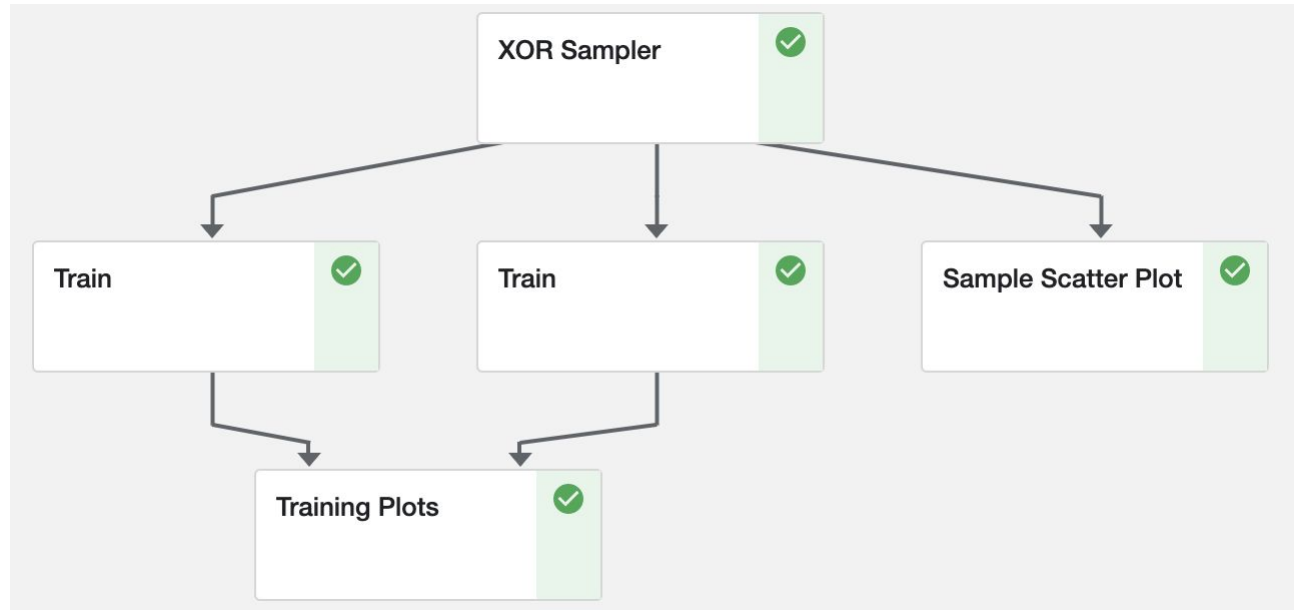 XOR Sampler
Train
Train
Sample Scatter Plot
Training Plots